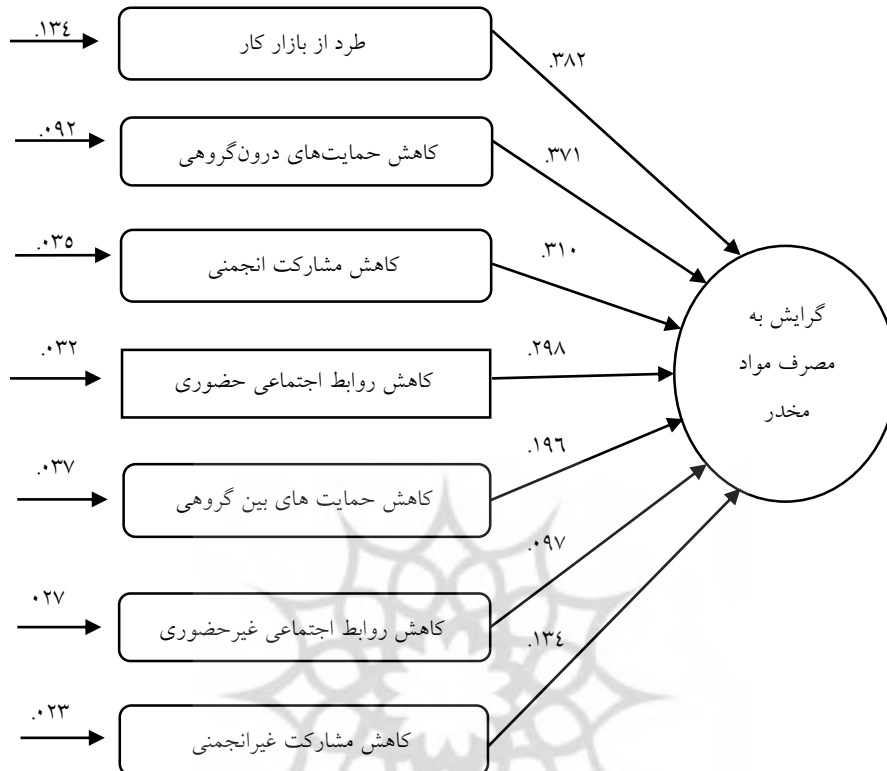 .۱۳٤
طرد از بازار کار
.۳۸۲
.۰۹۲
کاهش حمایت‌های درون‌گروهی
.۳۷۱
.۰۳٥
کاهش مشارکت انجمنی
.۳۱۰
.۰۳۲
کاهش روابط اجتماعی حضوری
.۲۹۸
.۰۳۷
کاهش حمایت های بین گروهی
.۱۹٦
۰۲۷
کاهش روابط اجتماعی غیرحضوری
.۰۹۷
.۰۲۳
کاهش مشارکت غیرانجمنی
.۱۳٤
گرایش به
مصرف مواد
مخدر